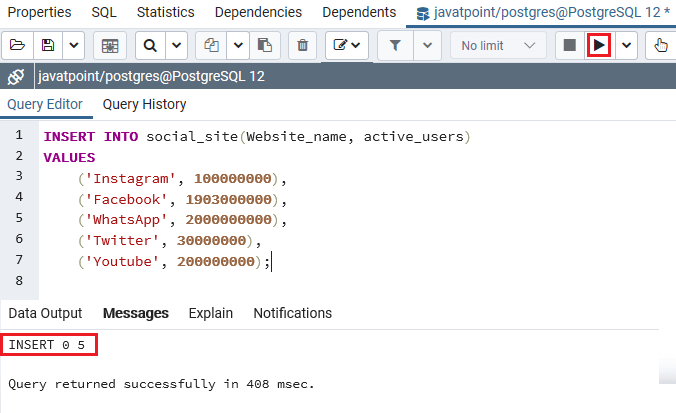 Properties SQL Statistics Dependencies Dependents javatpoint/postgres@PostgreSQL 12 *
No limit
javatpoint/postgres@PostgreSQL 12
Query Editor Query History
1 INSERT INTO social_site(Website_name, active_users)
2 VALUES
3 ('Instagram', 100000000),
4 ('Facebook', 1903000000),
5 ('WhatsApp', 2000000000),
6 ('Twitter', 30000000),
7 ('Youtube', 200000000);
8
Data Output Messages Explain Notifications
INSERT 0 5
Query returned successfully in 408 msec.